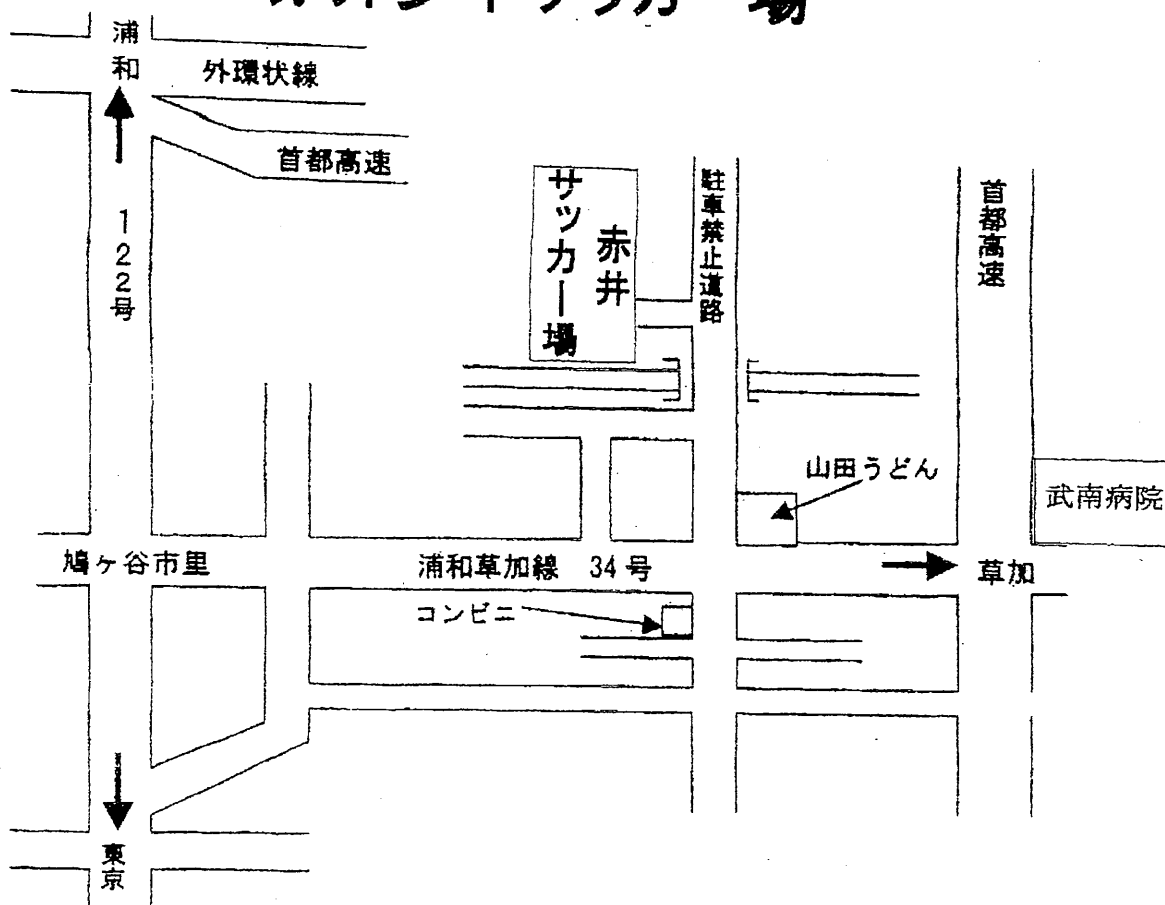 場
浦和
外環状線
首都高速
122号
赤井
サッカー場
駐車禁止道路
首都高速
山田うどん
武南病院
鳩ヶ谷市里
浦和草加線 34号
草加
コンビニ
東京